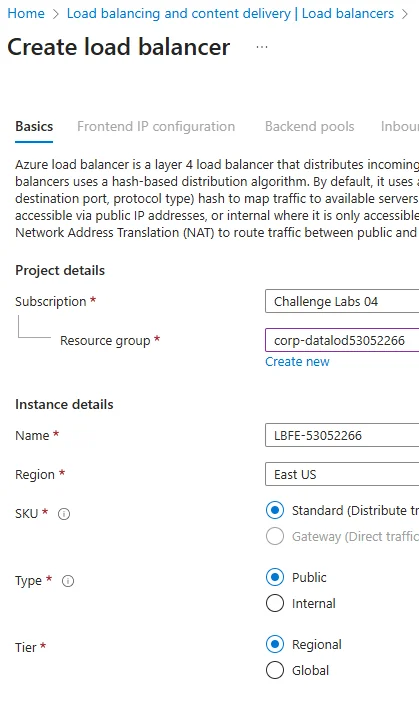 Home > Load balancing and content delivery | Load balancers >
Create load balancer ...
Basics Frontend IP configuration Backend pools Inbou
Azure load balancer is a layer 4 load balancer that distributes incoming
balancers uses a hash-based distribution algorithm. By default, it uses a
destination port, protocol type) hash to map traffic to available servers
accessible via public IP addresses, or internal where it is only accessible
Network Address Translation (NAT) to route traffic between public and
Project details
Subscription * Challenge Labs 04
Resource group * corp-datalod53052266
Create new
Instance details
Name * LBFE-53052266
Region * East US
SKU * Standard (Distribute tr
Gateway (Direct traffic
Type * Public
Internal
Tier * Regional
Global